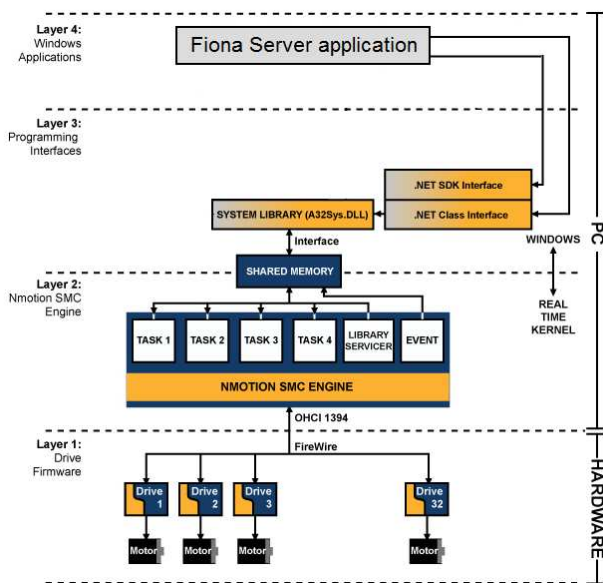 Layer 4:
Windows
Applications
Fiona Server application
Layer 3:
Programming
Interfaces
.NET SDK Interface
SYSTEM LIBRARY (A32Sys.DLL)
.NET Class Interface
Interface
PC
WINDOWS
SHARED MEMORY
Layer 2:
Nmotion SMC
Engine
REAL
TIME
KERNEL
TASK 1
TASK 2
TASK 3
TASK 4
LIBRARY
SERVICER
EVENT
NMOTION SMC ENGINE
OHCI 1394
Layer 1:
Drive
Firmware
FireWire
HARDWARE
Drive
1
Drive
2
Drive
3
Drive
32
Motor
Motor
Motor
Motor